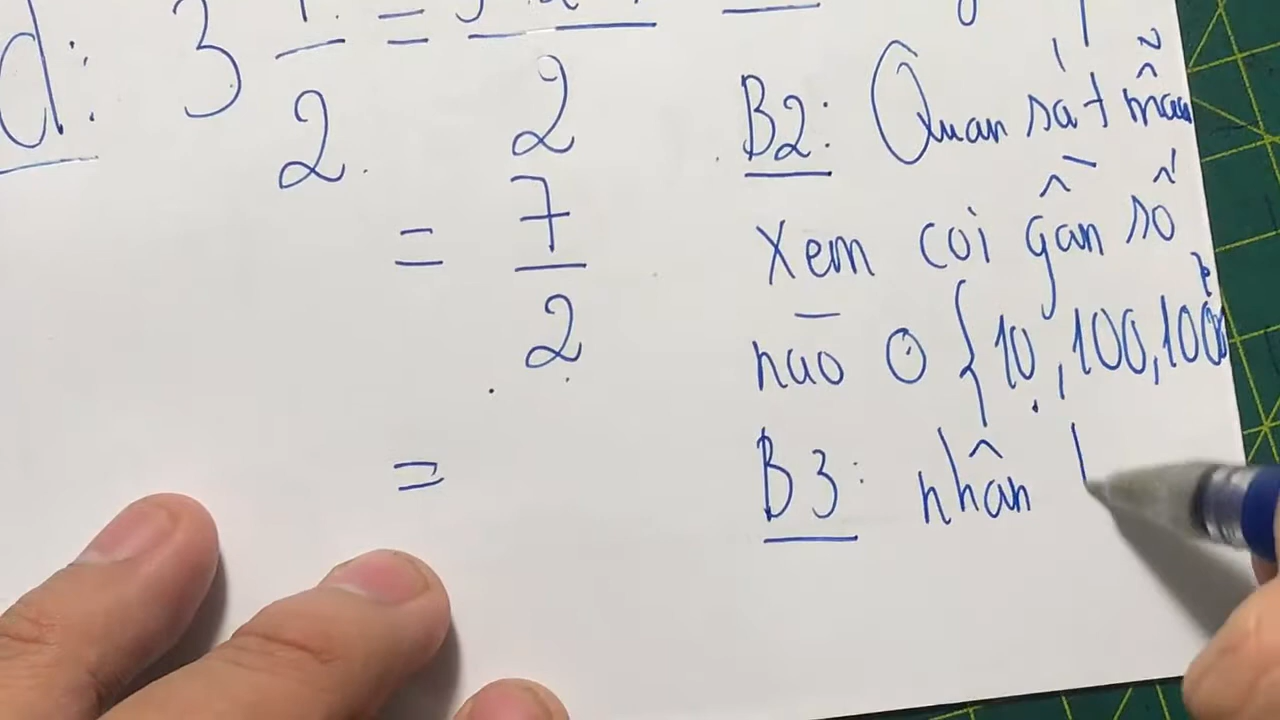 d: 3 1/2 = /2
= 7/2
=
B2: Quan sát mẫu
xem coi gần số
nào ở {10, 100, 1000
B3: nhân